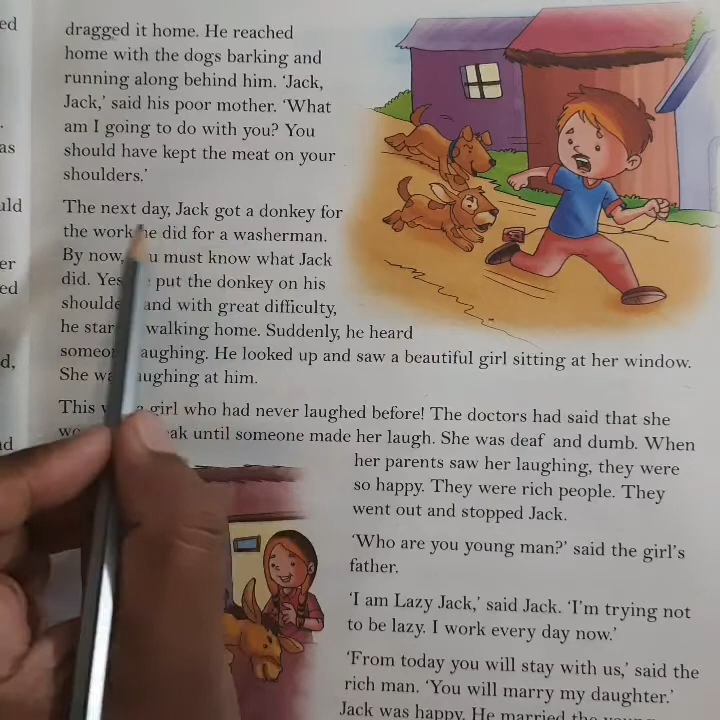 ed
dragged it home. He reached
home with the dogs barking and
running along behind him. 'Jack,
Jack,' said his poor mother. 'What
am I going to do with you? You
should have kept the meat on your
shoulders.'
as
uld
er
ed
d,
The next day, Jack got a donkey for
the work he did for a washerman.
By now, must know what Jack
did. put the donkey on his
and with great difficulty,
he walking home. Suddenly, he heard
laughing. He looked up and saw a beautiful girl sitting at her window.
She laughing at him.
This girl who had never laughed before! The doctors had said that she
until someone made her laugh. She was deaf and dumb. When
her parents saw her laughing, they were
so happy. They were rich people. They
went out and stopped Jack.
'Who are you young man?' said the girl's
father.
'I am Lazy Jack,' said Jack. 'I'm trying not
to be lazy. I work every day now.'
'From today you will stay with us,' said the
rich man. 'You will marry my daughter.'
Jack was happy. He married the